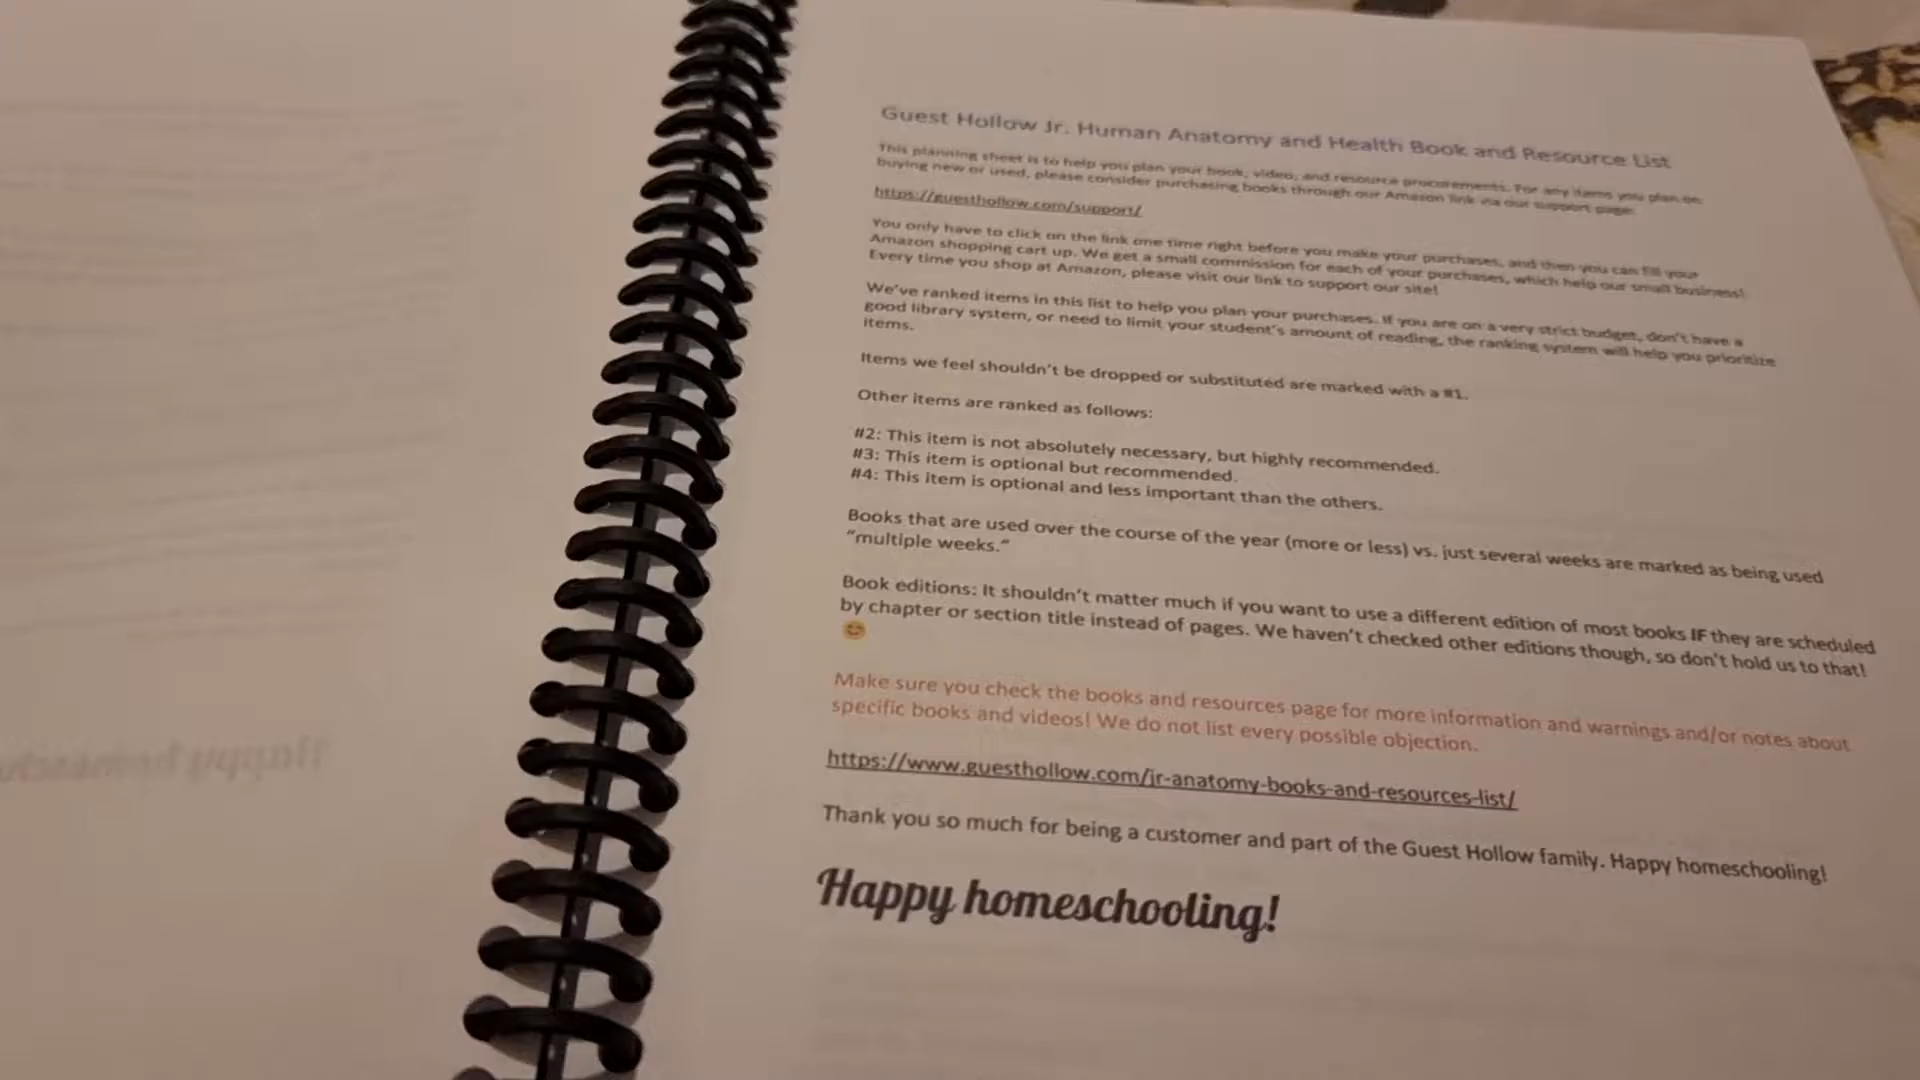 Guest Hollow Jr. Human Anatomy and Health Book and Resource List
This planning sheet is to help you plan your book, video, and resource procurements. For any items you plan on
buying new or used, please consider purchasing books through our Amazon link via our support page:
https://guesthollow.com/support/
You only have to click on the link one time right before you make your purchases, and then you can fill your
Amazon shopping cart up. We get a small commission for each of your purchases, which help our small business!
Every time you shop at Amazon, please visit our link to support our site!
We've ranked items in this list to help you plan your purchases. If you are on a very strict budget, don't have a
good library system, or need to limit your student's amount of reading, the ranking system will help you prioritize
items.
Items we feel shouldn't be dropped or substituted are marked with a #1.
Other items are ranked as follows:
#2: This item is not absolutely necessary, but highly recommended.
#3: This item is optional but recommended.
#4: This item is optional and less important than the others.
Books that are used over the course of the year (more or less) vs. just several weeks are marked as being used
"multiple weeks."
Book editions: It shouldn't matter much if you want to use a different edition of most books IF they are scheduled
by chapter or section title instead of pages. We haven't checked other editions though, so don't hold us to that!
😊
Make sure you check the books and resources page for more information and warnings and/or notes about
specific books and videos! We do not list every possible objection.
https://www.guesthollow.com/jr-anatomy-books-and-resources-list/
Thank you so much for being a customer and part of the Guest Hollow family. Happy homeschooling!
Happy homeschooling!